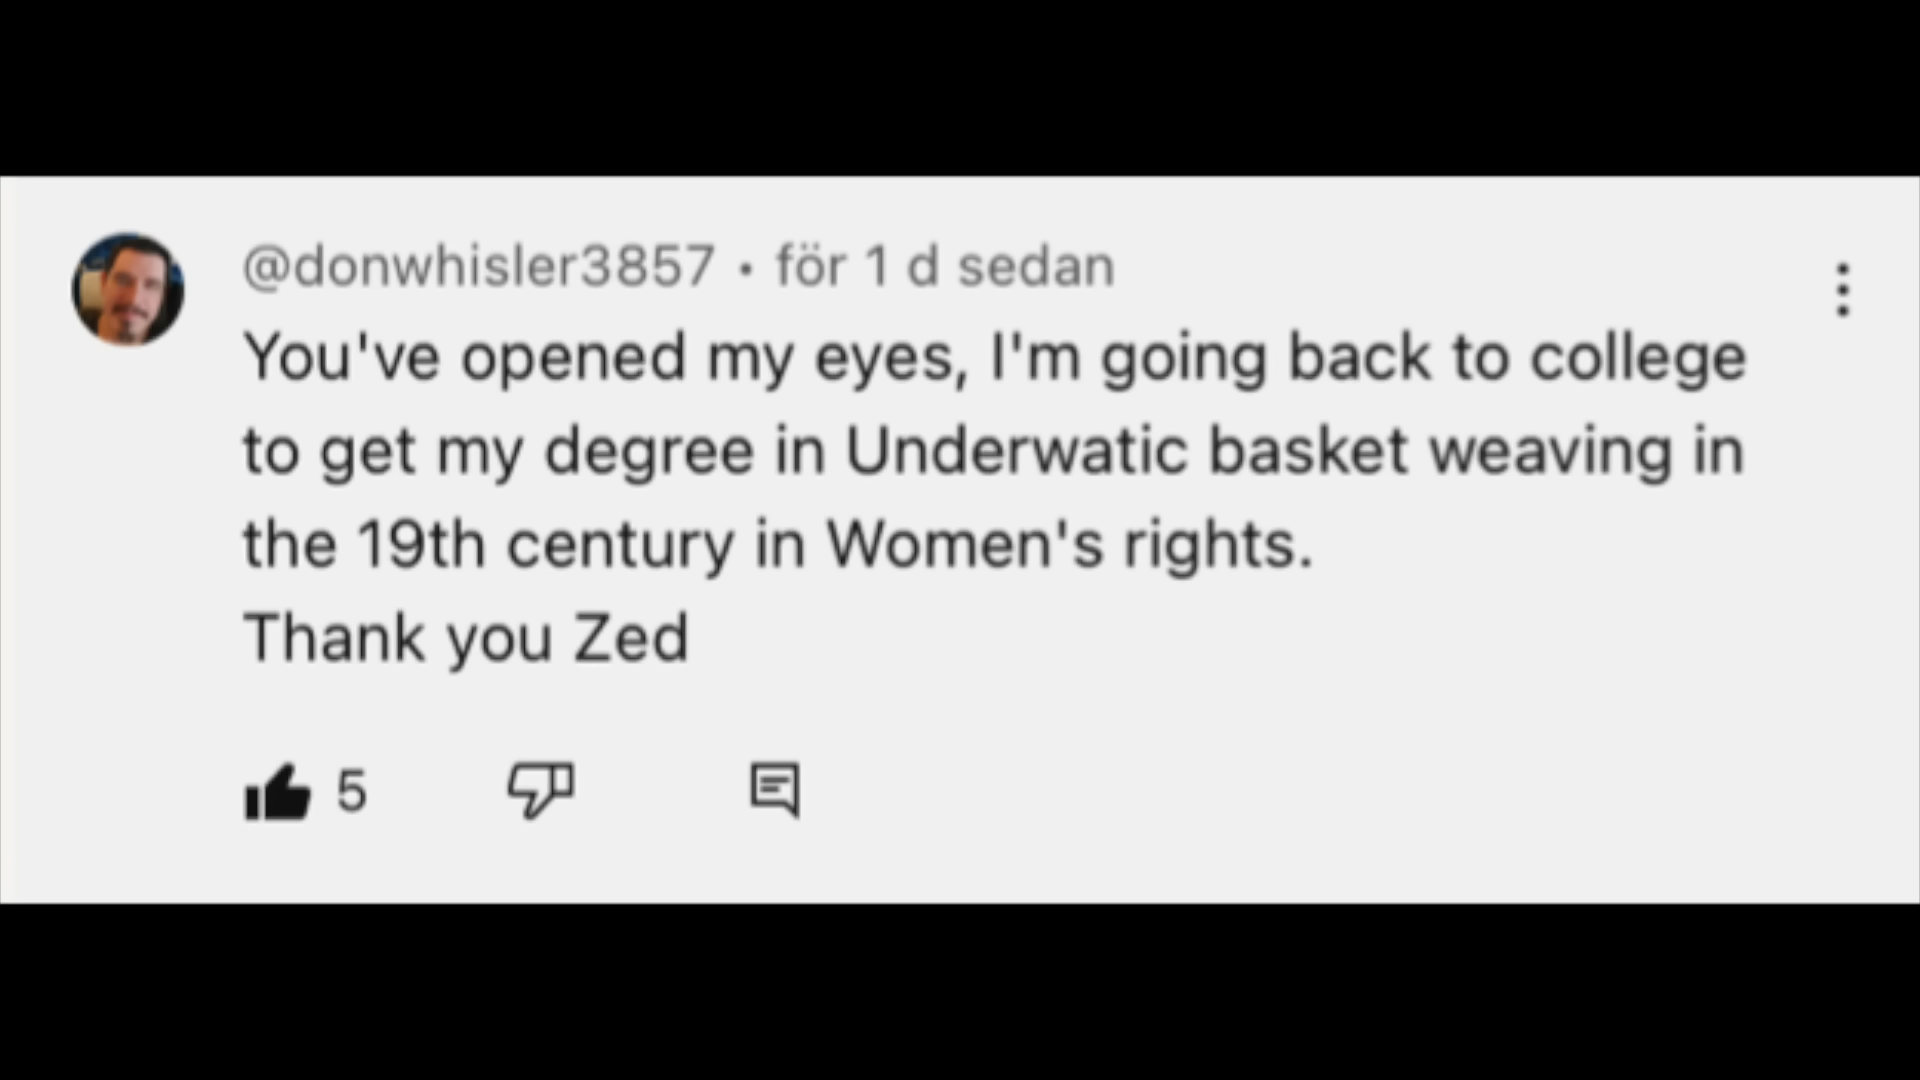 @donwhisler3857 • för 1 d sedan
You've opened my eyes, I'm going back to college
to get my degree in Underwatic basket weaving in
the 19th century in Women's rights.
Thank you Zed
5